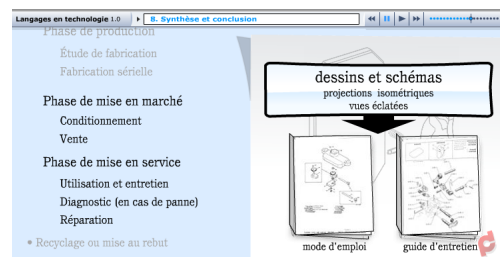 Langages en technologie 1.0
8. Synthèse et conclusion
Phase de production
Étude de fabrication
Fabrication sérielle
Phase de mise en marché
Conditionnement
Vente
Phase de mise en service
Utilisation et entretien
Diagnostic (en cas de panne)
Réparation
• Recyclage ou mise au rebut
dessins et schémas
projections isométriques
vues éclatées
mode d'emploi
guide d'entretien